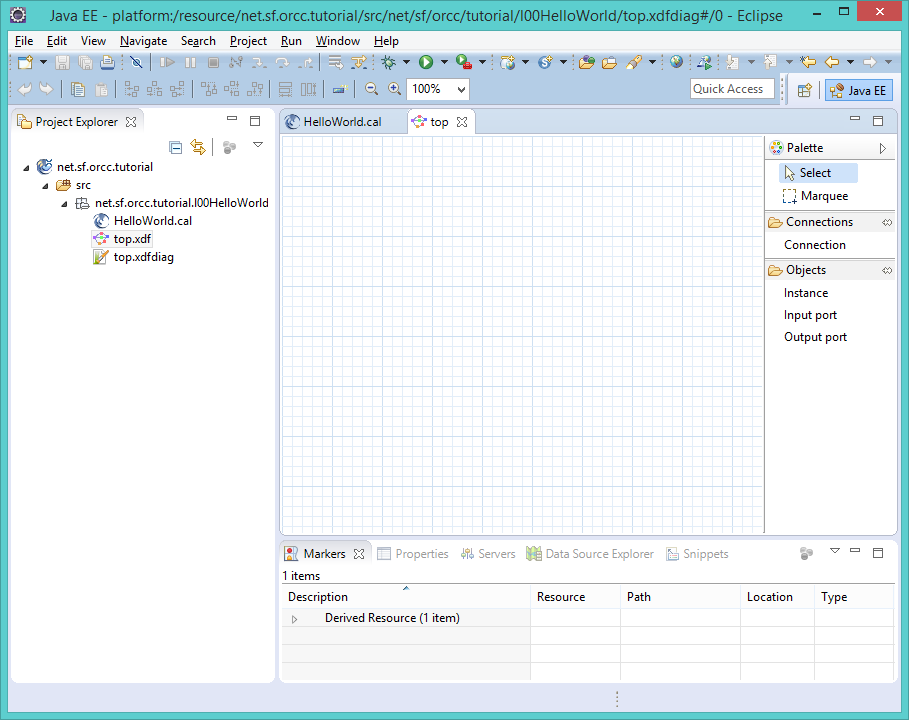 Java EE - platform:/resource/net.sf.orcc.tutorial/src/net/sf/orcc/tutorial/I00HelloWorld/top.xdfdiag#/0 - Eclipse
File Edit View Navigate Search Project Run Window Help
100% Quick Access Java EE
Project Explorer
net.sf.orcc.tutorial
src
net.sf.orcc.tutorial.I00HelloWorld
HelloWorld.cal
top.xdf
top.xdfdiag
HelloWorld.cal top
Palette
Select
Marquee
Connections
Connection
Objects
Instance
Input port
Output port
Markers Properties Servers Data Source Explorer Snippets
1 items
Description Resource Path Location Type
Derived Resource (1 item)